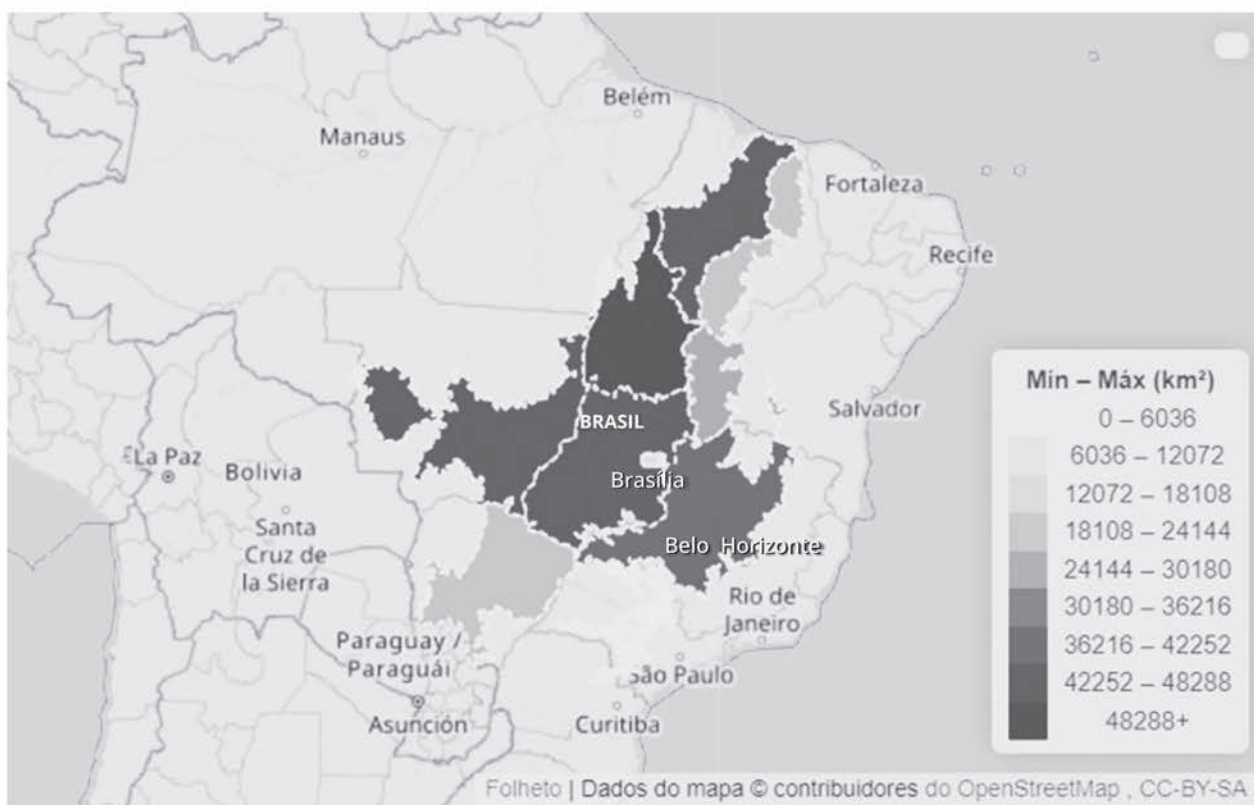 Belém
Manaus
Fortaleza
Recife
BRASIL
Salvador
La Paz
Bolivia
Brasília
Santa
Cruz de
la Sierra
Belo Horizonte
Rio de
Janeiro
Paraguay /
Paraguái
São Paulo
Asunción
Curitiba
Mín – Máx (km²)
0 – 6036
6036 – 12072
12072 – 18108
18108 – 24144
24144 – 30180
30180 – 36216
36216 – 42252
42252 – 48288
48288+
Folheto | Dados do mapa © contribuidores do OpenStreetMap , CC-BY-SA